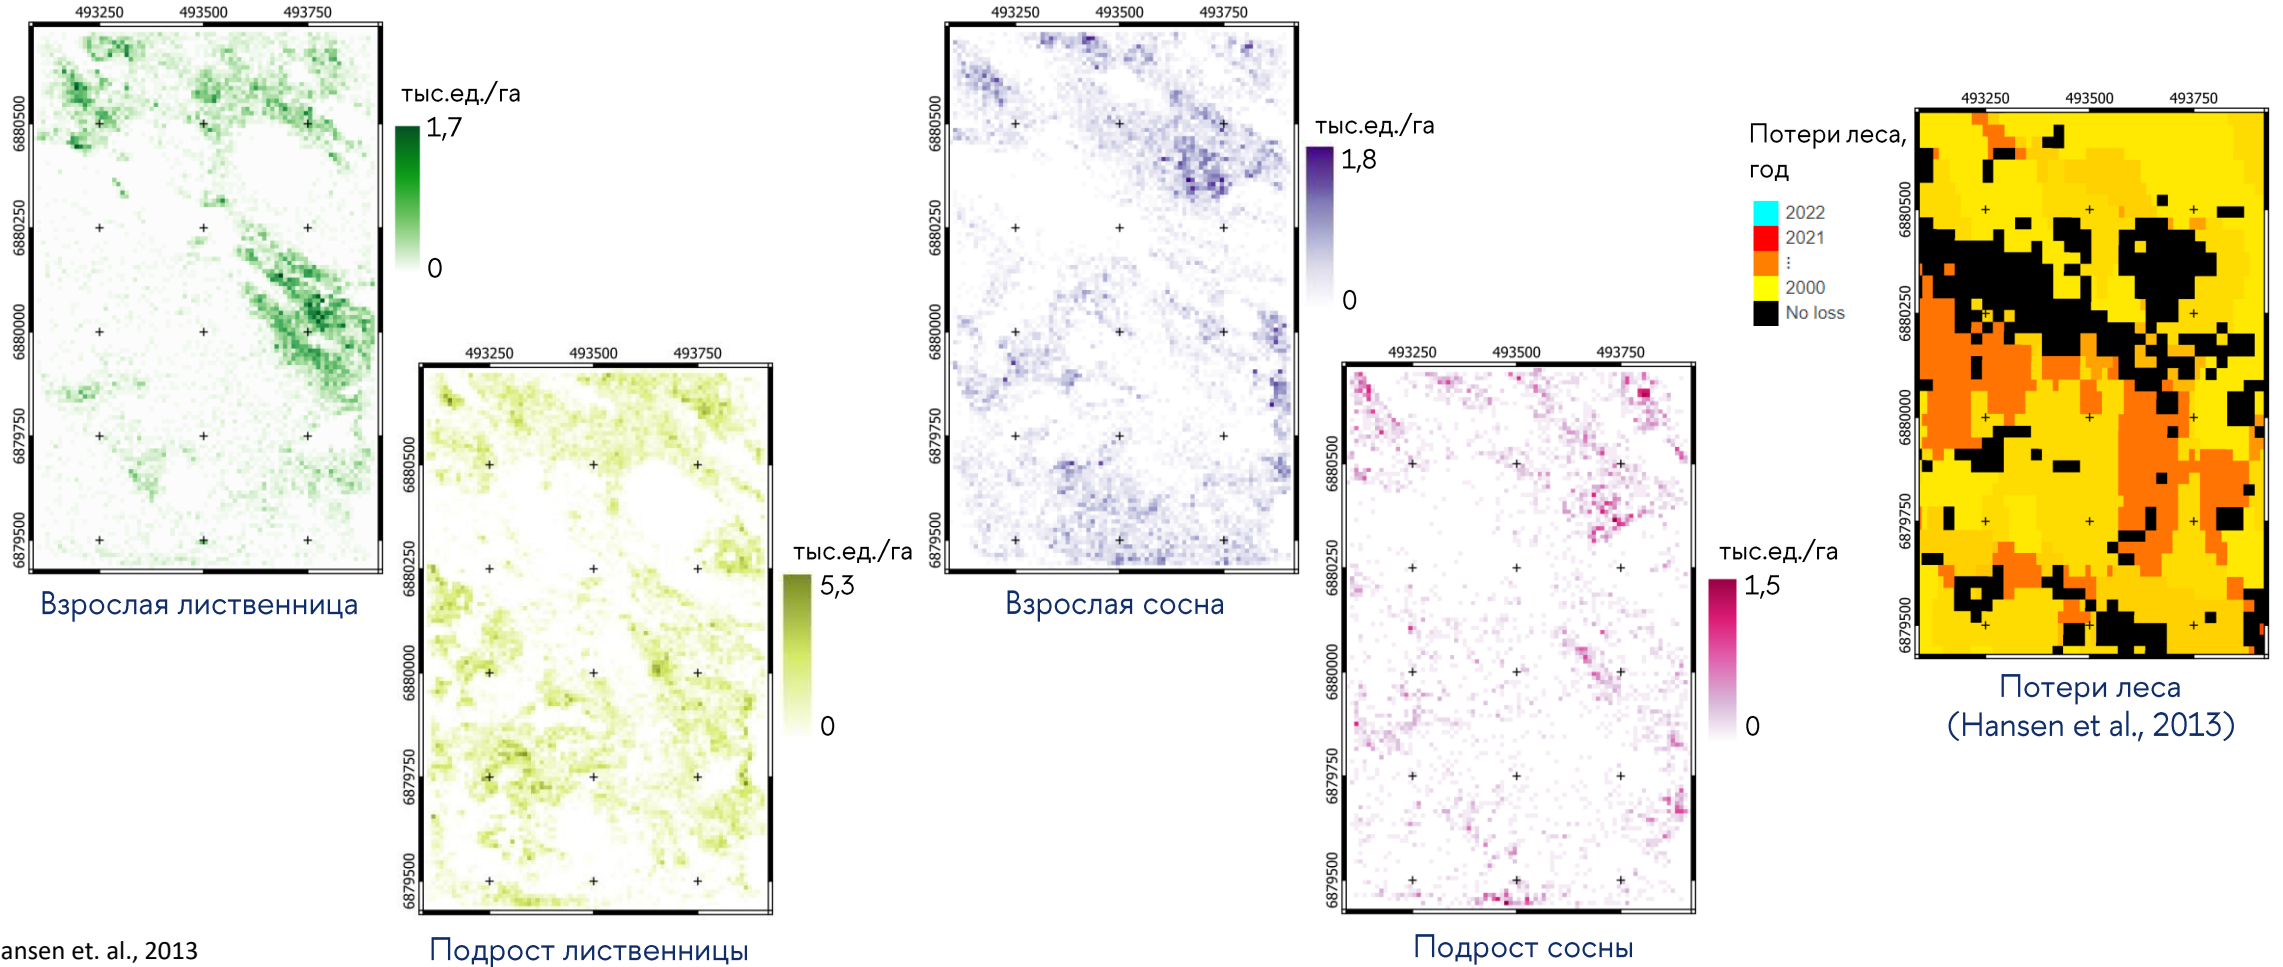 493250 493500 493750
6880500
6880250
6880000
6879750
6879500
тыс.ед./га
1,7
0
Взрослая лиственница
493250 493500 493750
6880500
6880250
6880000
6879750
6879500
тыс.ед./га
5,3
0
Подрост лиственницы
493250 493500 493750
6880500
6880250
6880000
6879750
6879500
тыс.ед./га
1,8
0
Взрослая сосна
493250 493500 493750
6880500
6880250
6880000
6879750
6879500
тыс.ед./га
1,5
0
Подрост сосны
Потери леса,
год
2022
2021
⋮
2000
No loss
493250 493500 493750
6880500
6880250
6880000
6879750
6879500
Потери леса
(Hansen et al., 2013)
ansen et. al., 2013